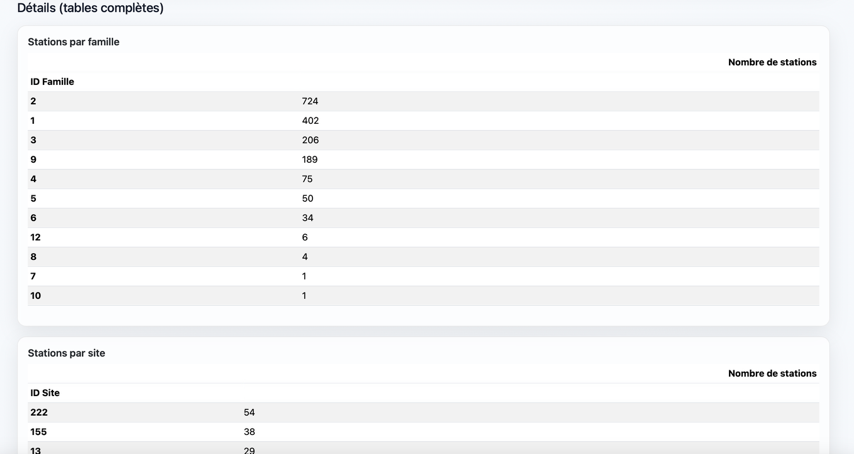 Détails (tables complètes)
Stations par famille
Nombre de stations
ID Famille
2 724
1 402
3 206
9 189
4 75
5 50
6 34
12 6
8 4
7 1
10 1
Stations par site
Nombre de stations
ID Site
222 54
155 38
13 29